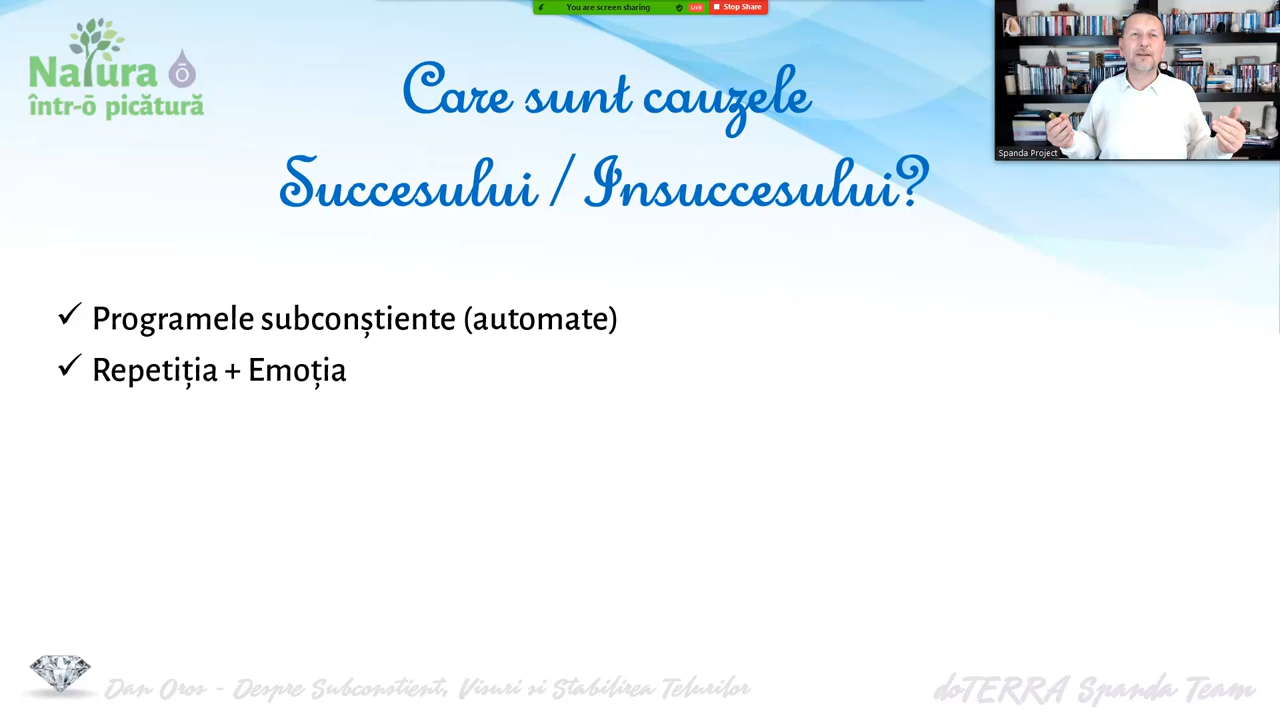 You are screen sharing
LIVE
Stop Share
Natura ō
într-ō picătură
Care sunt cauzele
Succesului / Insuccesului?
Spanda Project
✓ Programele subconștiente (automate)
✓ Repetiția + Emoția
Dan Oros - Despre Subconstient, Visuri si Stabilirea Telurilor
doTERRA Spanda Team